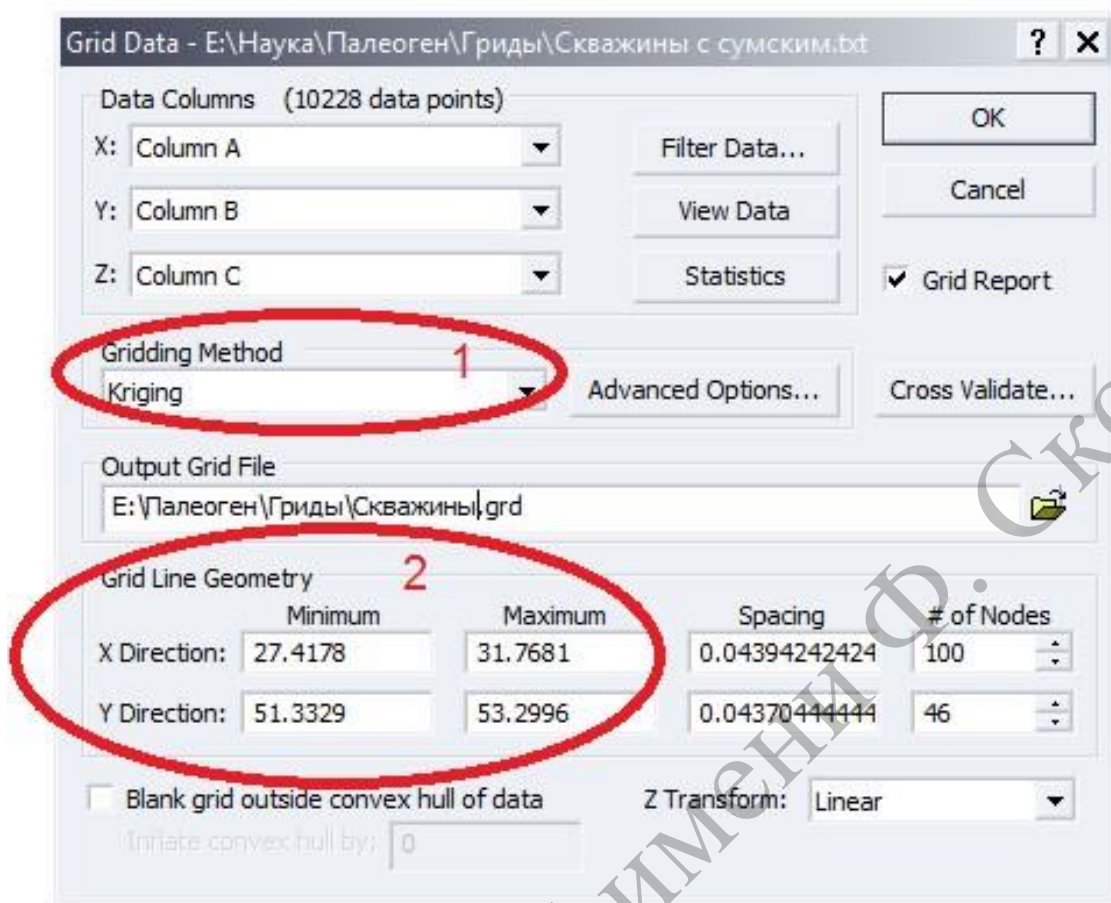 Grid Data - E:\Наука\Палеоген\Гриды\Скважины с сумским.txt ? X
Data Columns (10228 data points)
X: Column A
Filter Data...
OK
Y: Column B
View Data
Cancel
Z: Column C
Statistics
Grid Report
Gridding Method
1
Kriging
Advanced Options...
Cross Validate...
Output Grid File
E:\Палеоген\Гриды\Скважины.grd
Grid Line Geometry
2
Minimum Maximum Spacing # of Nodes
X Direction: 27.4178 31.7681 0.04394242424 100
Y Direction: 51.3329 53.2996 0.04370444444 46
Blank grid outside convex hull of data
Z Transform: Linear
Inflate convex hull by: 0
имени Ф. Ско